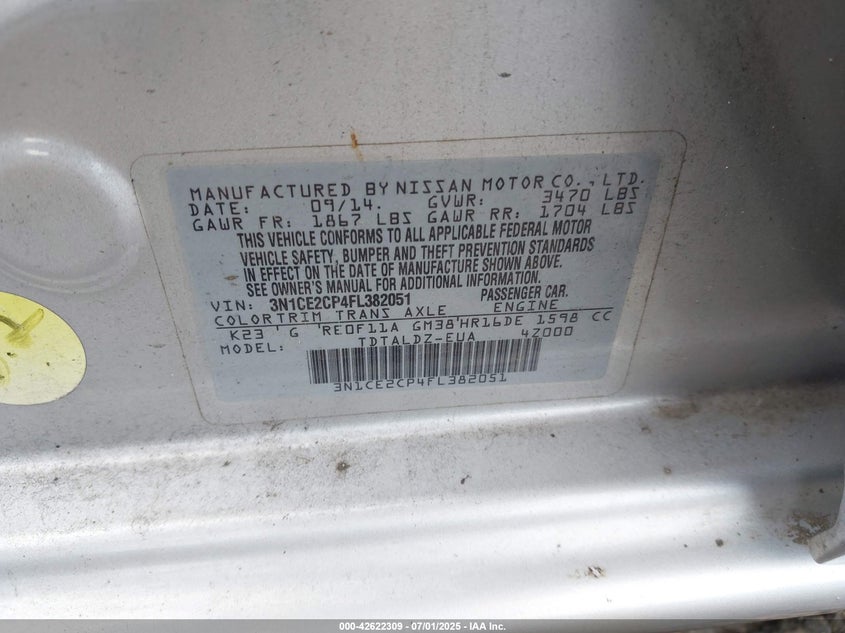 MANUFACTURED BY NISSAN MOTOR CO., LTD.
DATE: 09/14. GVWR: 3470 LBS
GAWR FR: 1867 LBS GAWR RR: 1704 LBS
THIS VEHICLE CONFORMS TO ALL APPLICABLE FEDERAL MOTOR
VEHICLE SAFETY, BUMPER AND THEFT PREVENTION STANDARDS
IN EFFECT ON THE DATE OF MANUFACTURE SHOWN ABOVE.
SEE OWNER'S MANUAL FOR ADDITIONAL INFORMATION.
VIN: 3N1CE2CP4FL382051 PASSENGER CAR.
COLOR TRIM TRANS AXLE ENGINE
K23 ' G 'RE0F11A GM38'HR16DE 1598 CC
MODEL: TDTALDZ-EUA 4Z000
3N1CE2CP4FL382051
000-42622309 - 07/01/2025 - IAA Inc.